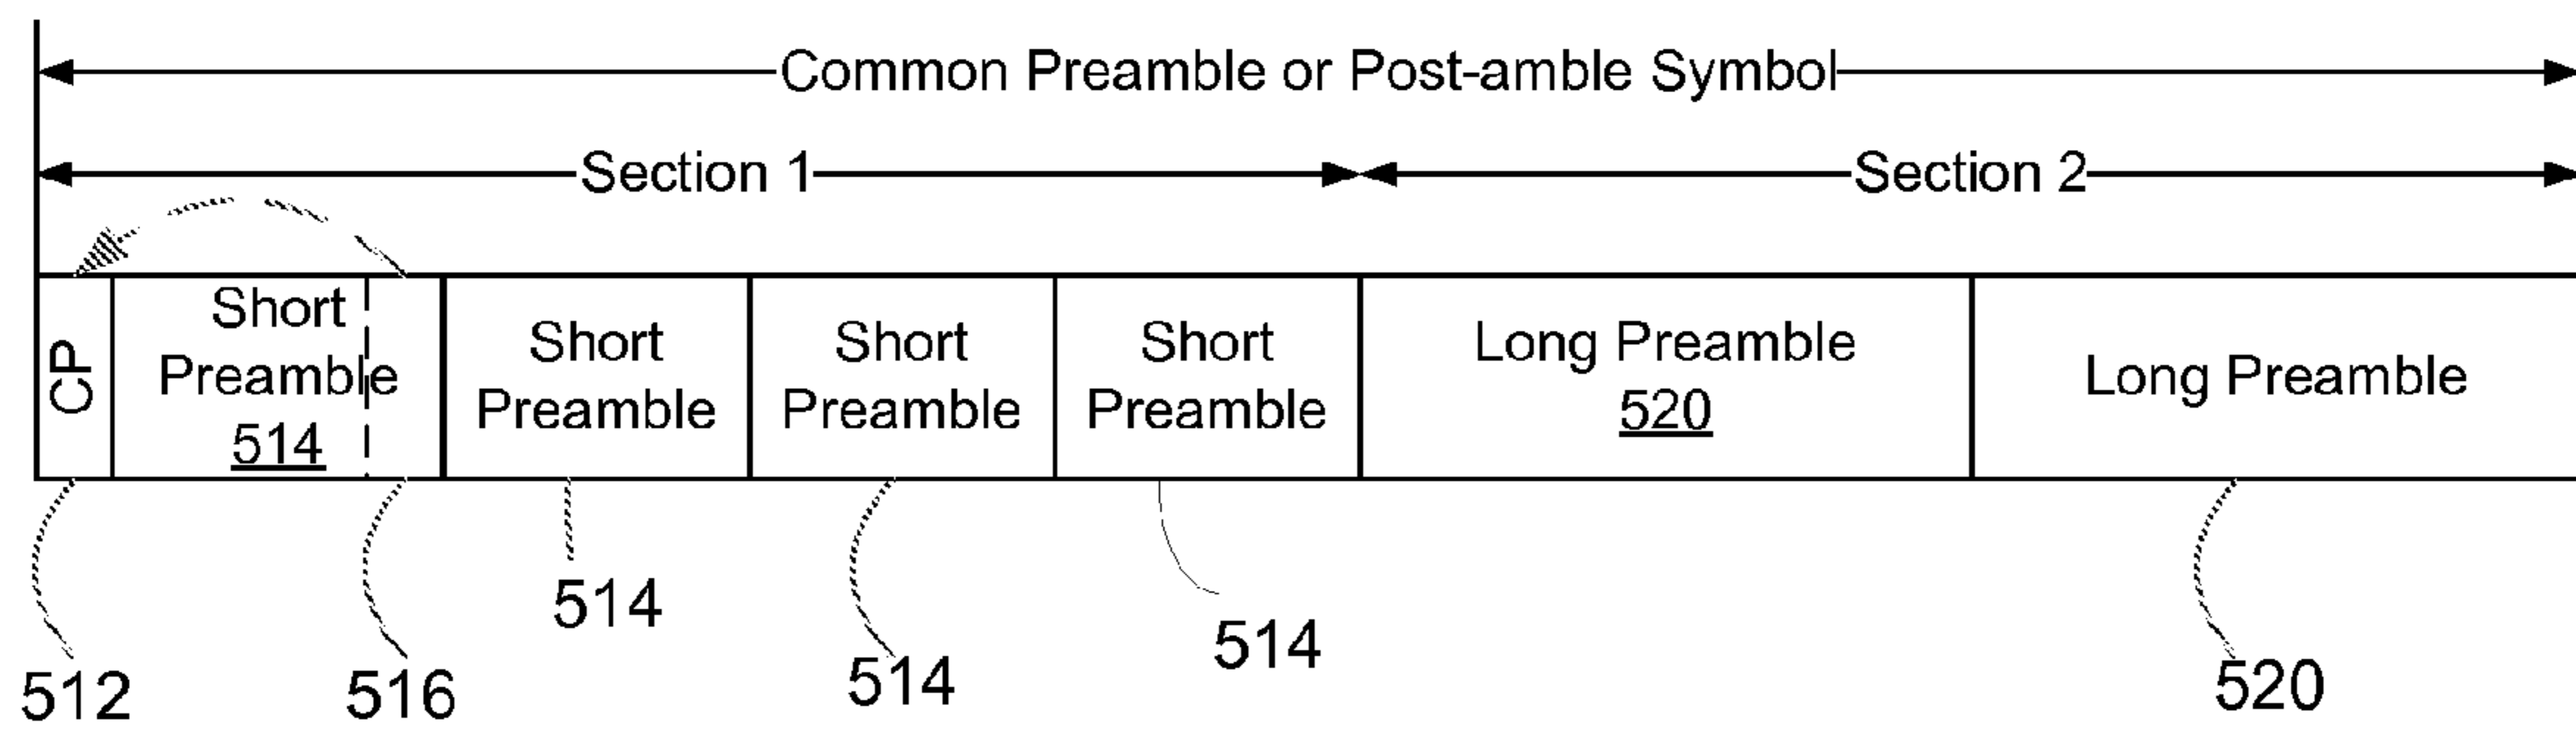 Common Preamble or Post-amble Symbol
Section 1
Section 2
CP
Short
Preamble
514
Short
Preamble
Short
Preamble
Short
Preamble
Long Preamble
520
Long Preamble
512
516
514
514
514
520